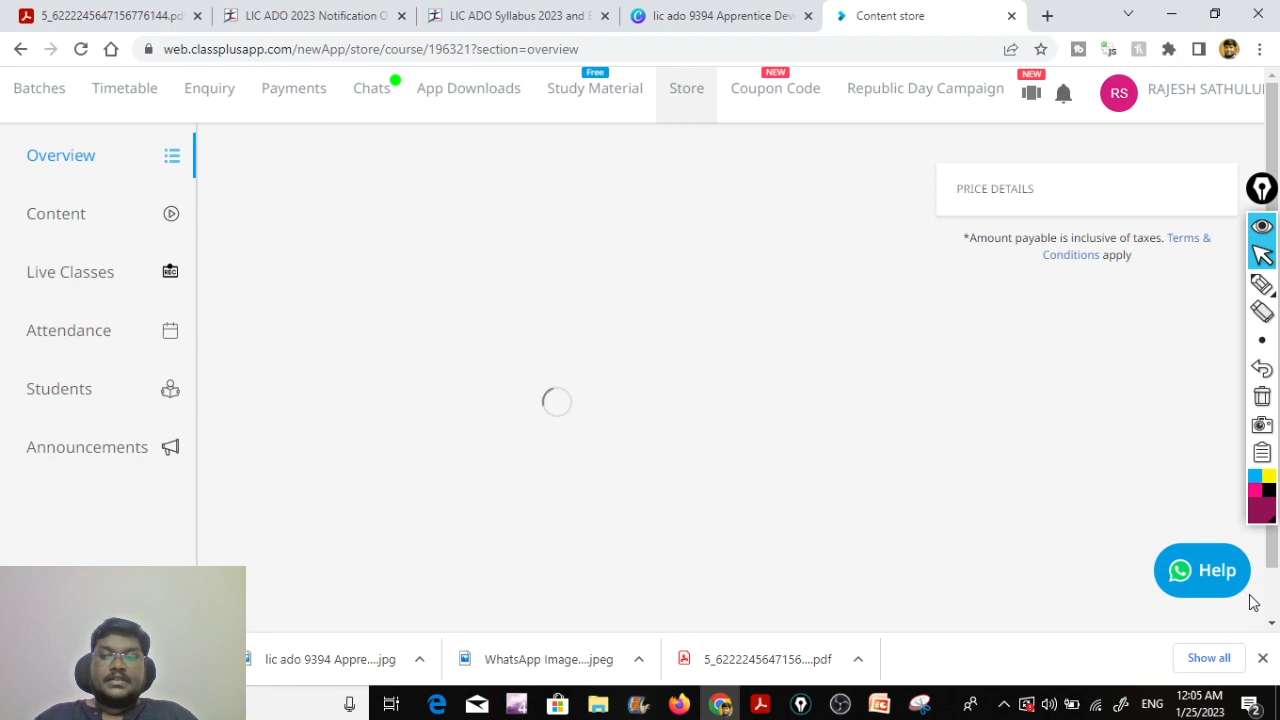 5_6222245647156776144.pdf
LIC ADO 2023 Notification O
LIC ADO Syllabus 2023 and E
lic ado 9394 Apprentice Dev
Content store
web.classplusapp.com/newApp/store/course/196321?section=overview
Free
NEW
NEW
Batches
Timetable
Enquiry
Payments
Chats
App Downloads
Study Material
Store
Coupon Code
Republic Day Campaign
RS
RAJESH SATHULUR
Overview
Content
Live Classes
REC
Attendance
Students
Announcements
PRICE DETAILS
*Amount payable is inclusive of taxes. Terms &
Conditions apply
Help
lic ado 9394 Appre....jpg
WhatsApp Image....jpeg
5_6222245647156....pdf
Show all
ENG
12:05 AM
1/25/2023
2